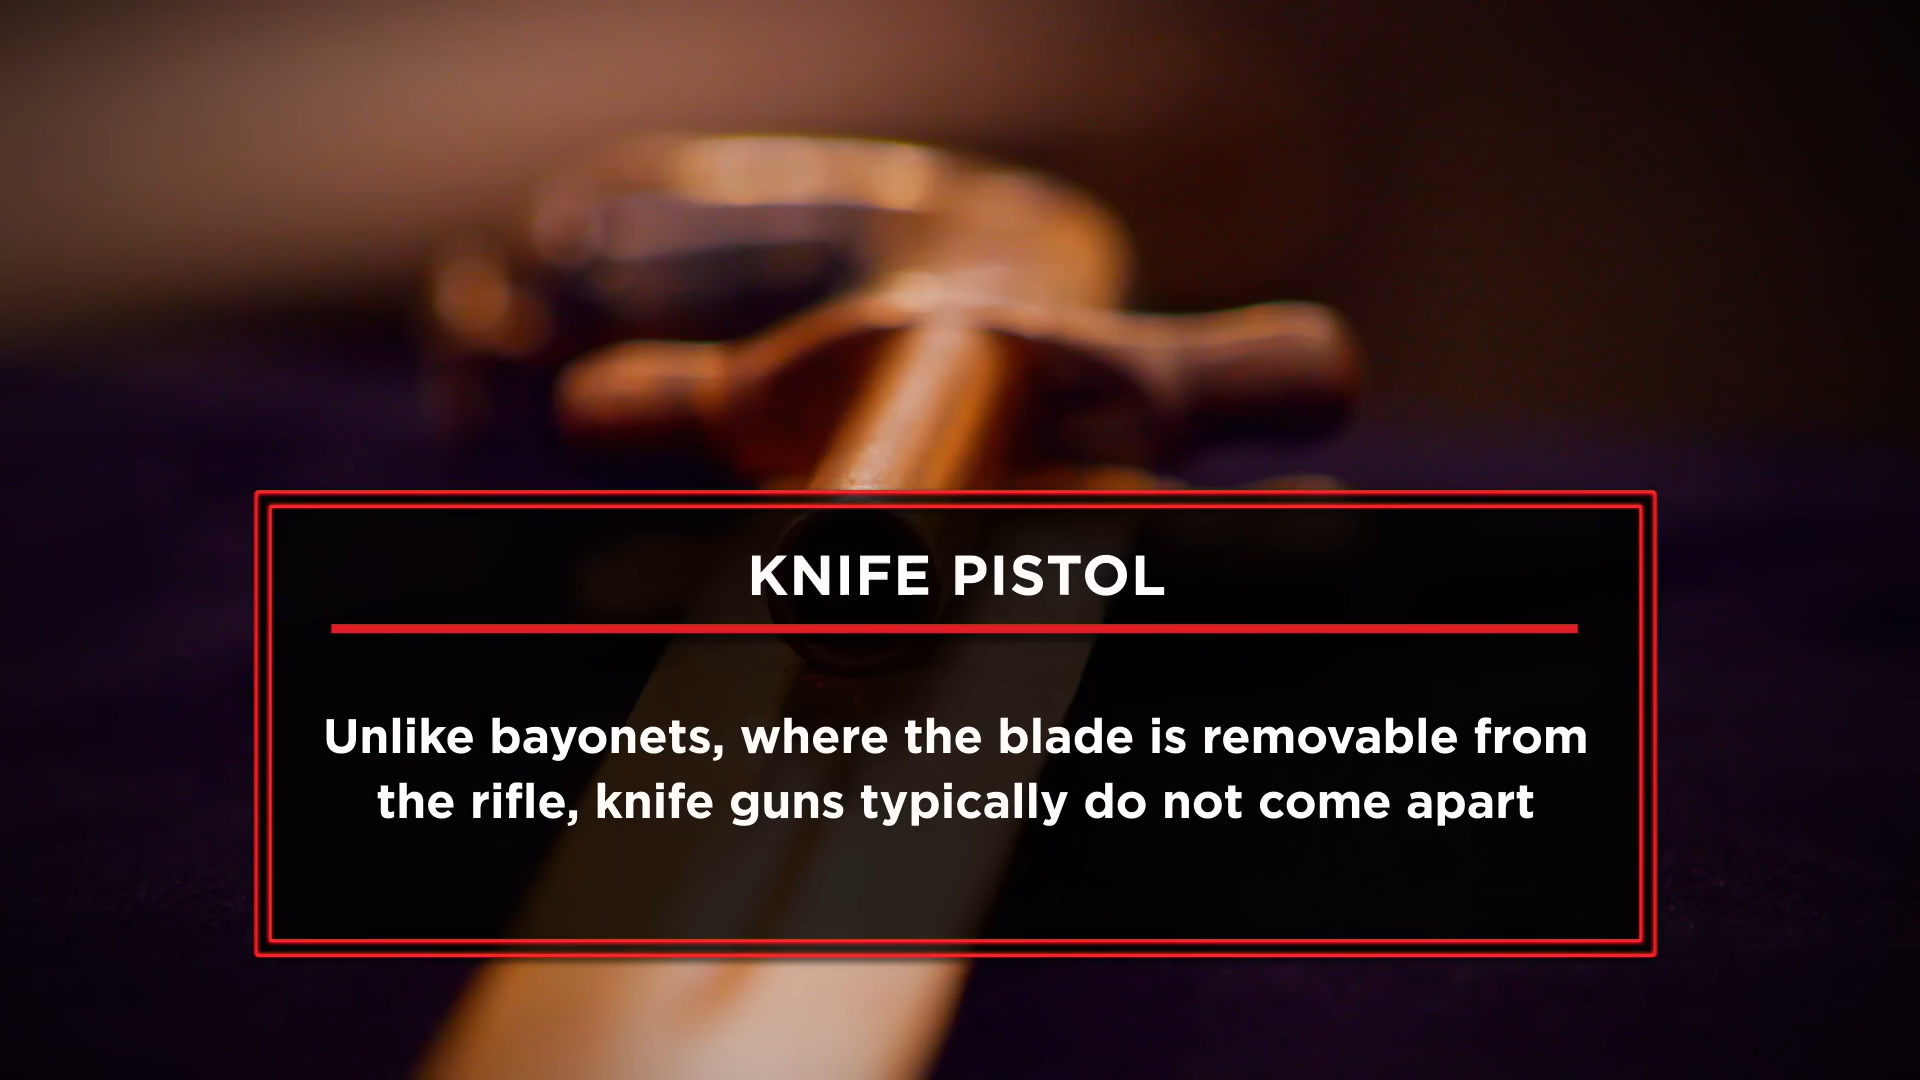 KNIFE PISTOL
Unlike bayonets, where the blade is removable from
the rifle, knife guns typically do not come apart